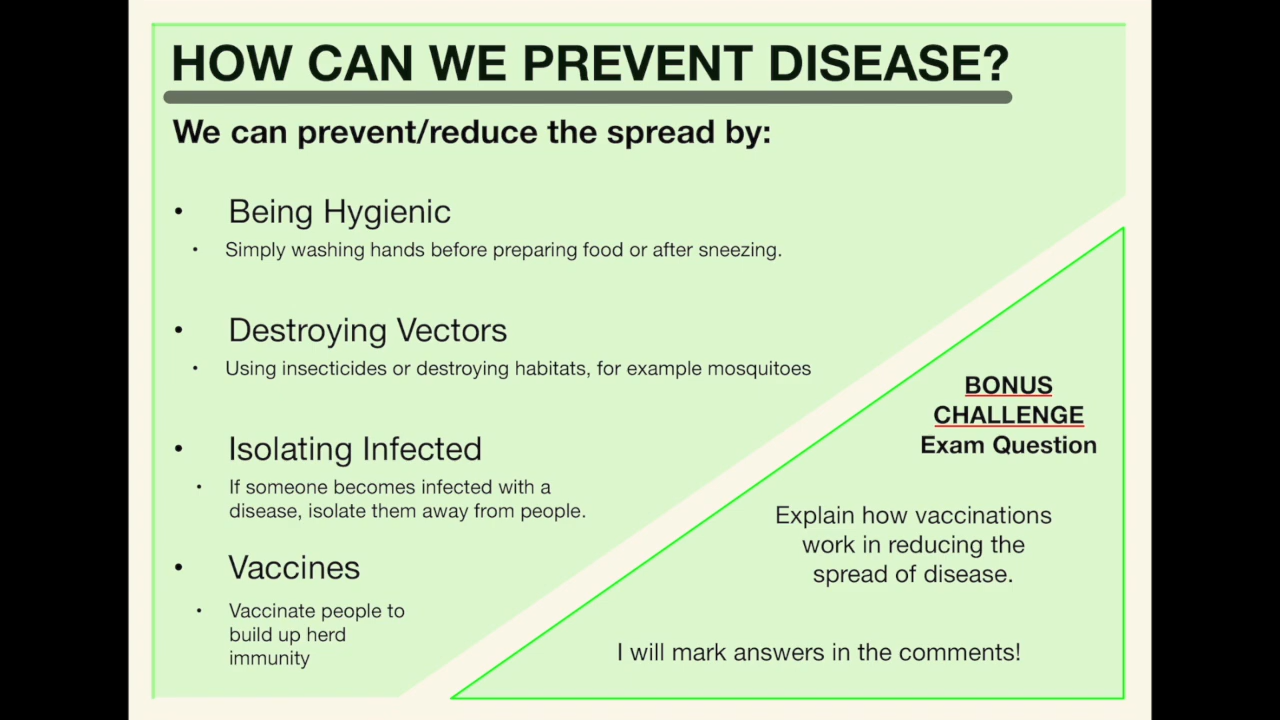 HOW CAN WE PREVENT DISEASE?
We can prevent/reduce the spread by:
• Being Hygienic
• Simply washing hands before preparing food or after sneezing.
• Destroying Vectors
• Using insecticides or destroying habitats, for example mosquitoes
• Isolating Infected
• If someone becomes infected with a
disease, isolate them away from people.
• Vaccines
• Vaccinate people to
build up herd
immunity
BONUS
CHALLENGE
Exam Question
Explain how vaccinations
work in reducing the
spread of disease.
I will mark answers in the comments!